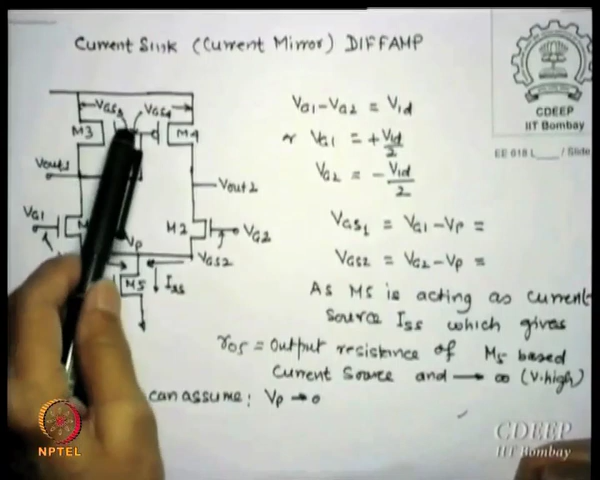 Current Sink (Current Mirror) DIFFAMP
CDEEP
IIT Bombay
EE 618 L____ / Slide
VGS3 VGS4
M3 M4
Vout1
Vout2
VG1
M2 VG2
VP
VGS2
M5 ISS
VG1 - VG2 = Vid
~ VG1 = + Vid/2
VG2 = - Vid/2
VGS1 = VG1 - VP =
VGS2 = VG2 - VP =
As M5 is acting as current
Source ISS which gives
ro5 = Output resistance of M5 based
Current Source and → ∞ (V.high)
can assume: VP → 0
NPTEL
CDEEP
IIT Bombay